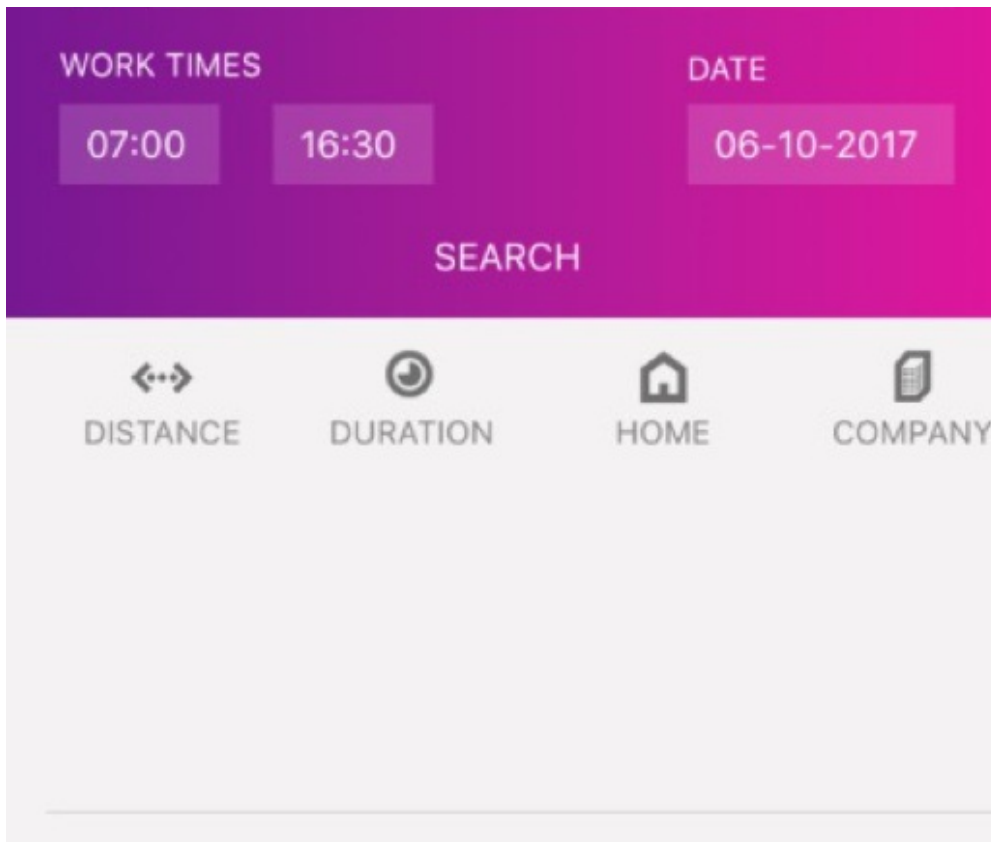 WORK TIMES DATE
07:00 16:30 06-10-2017
SEARCH
DISTANCE DURATION HOME COMPANY